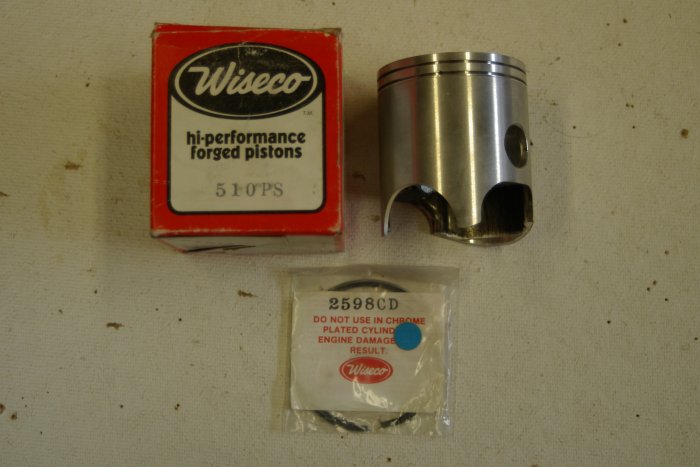 Wiseco
T.M.
hi-performance
forged pistons
510PS
2598CD
DO NOT USE IN CHROME
PLATED CYLIND
ENGINE DAMAGE
RESULT.
Wiseco